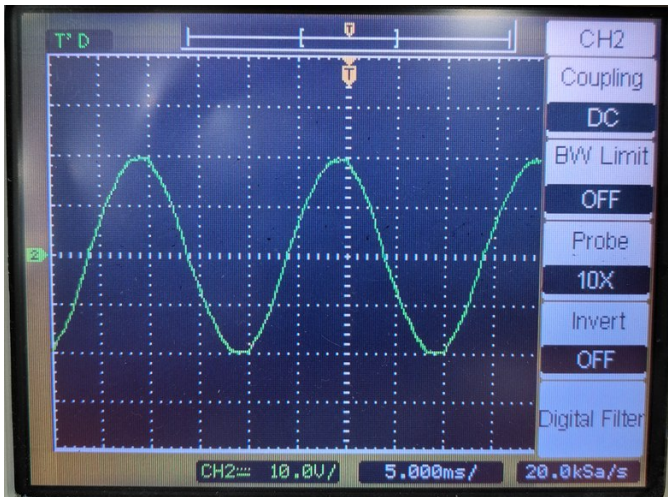 T'D
T
CH2
T
Coupling
DC
BW Limit
OFF
2
Probe
10X
Invert
OFF
Digital Filter
CH2 10.0V/ 5.000ms/ 20.0kSa/s